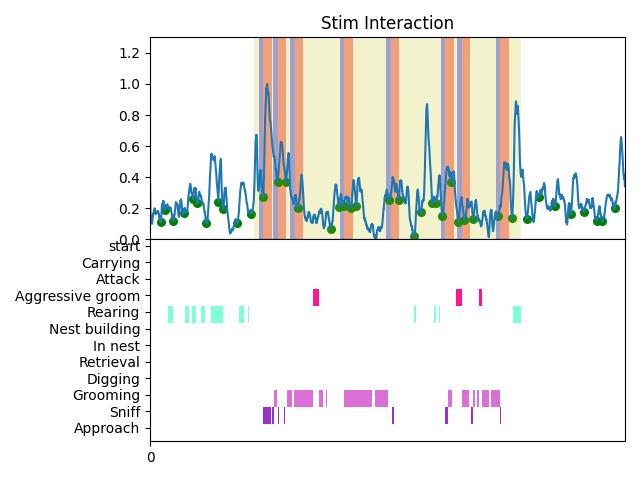 Stim Interaction
1.2
1.0
0.8
0.6
0.4
0.2
0.0
start
Carrying
Attack
Aggressive groom
Rearing
Nest building
In nest
Retrieval
Digging
Grooming
Sniff
Approach
0